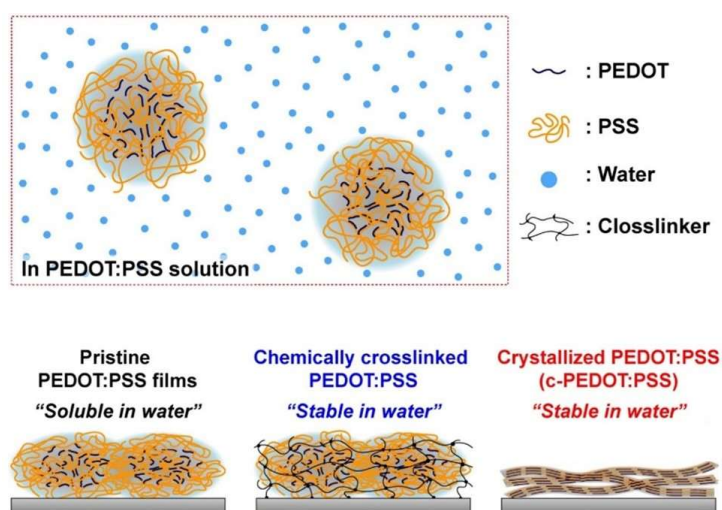 : PEDOT
: PSS
: Water
: Closslinker
In PEDOT:PSS solution
Pristine
PEDOT:PSS films
“Soluble in water”
Chemically crosslinked
PEDOT:PSS
“Stable in water”
Crystallized PEDOT:PSS
(c-PEDOT:PSS)
“Stable in water”